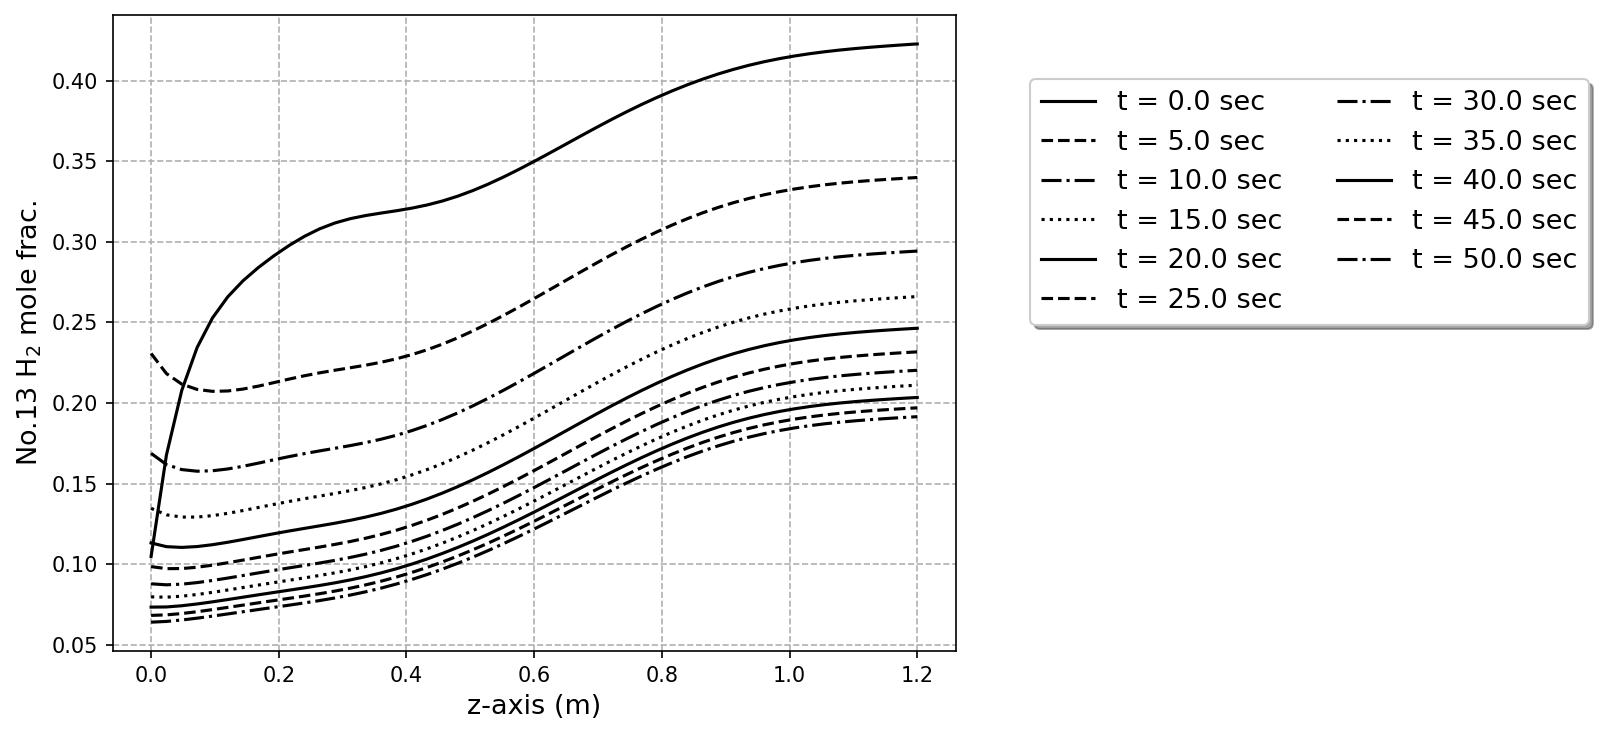 No.13 H₂ mole frac.
0.40
0.35
0.30
0.25
0.20
0.15
0.10
0.05
0.0 0.2 0.4 0.6 0.8 1.0 1.2
z-axis (m)
t = 0.0 sec
t = 5.0 sec
t = 10.0 sec
t = 15.0 sec
t = 20.0 sec
t = 25.0 sec
t = 30.0 sec
t = 35.0 sec
t = 40.0 sec
t = 45.0 sec
t = 50.0 sec